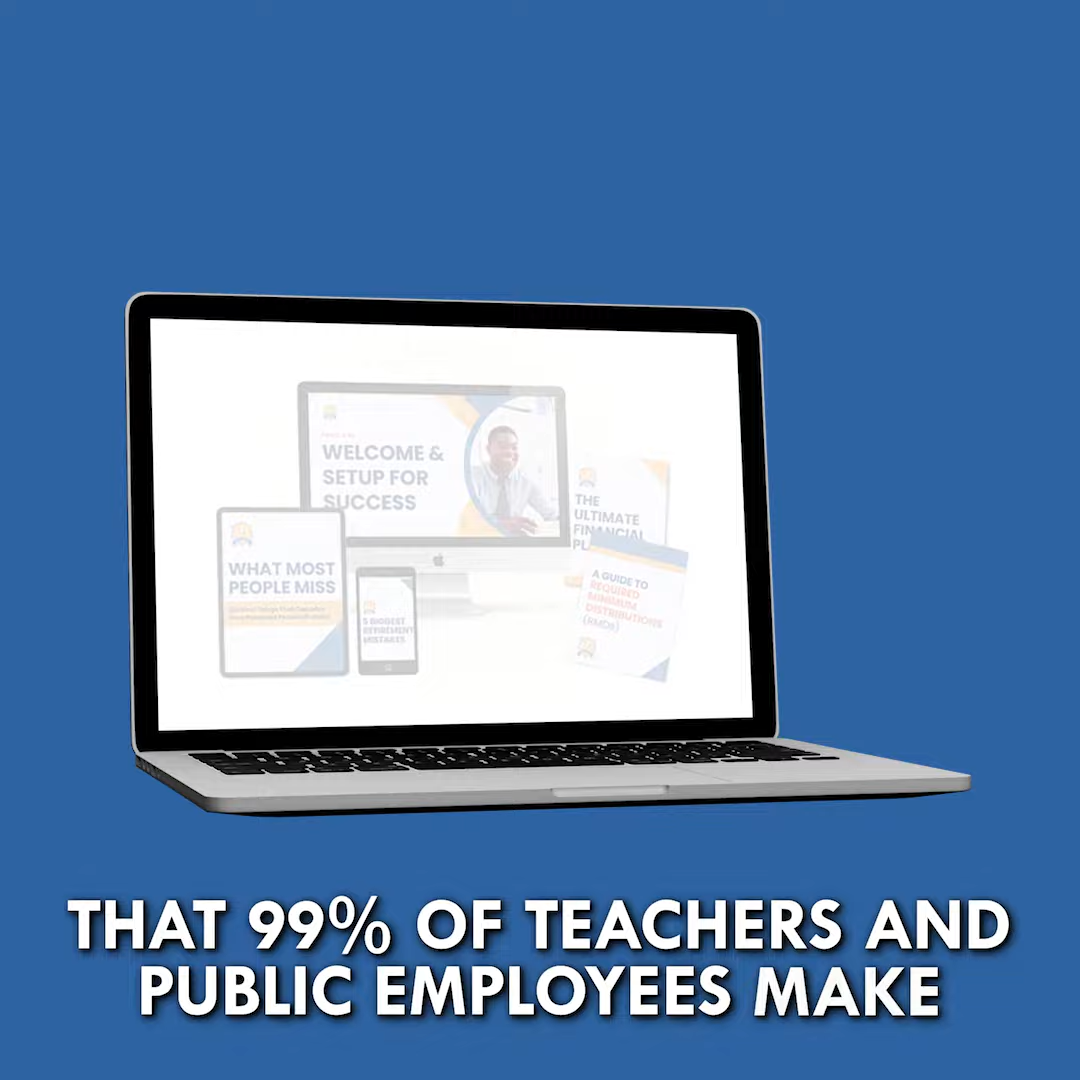 WELCOME &
SETUP FOR
SUCCESS
WHAT MOST
PEOPLE MISS
5 BIGGEST
RETIREMENT
MISTAKES
THE
ULTIMATE
FINANCIAL
A GUIDE TO
REQUIRED
MINIMUM
DISTRIBUTIONS
(RMDs)
THAT 99% OF TEACHERS AND
PUBLIC EMPLOYEES MAKE